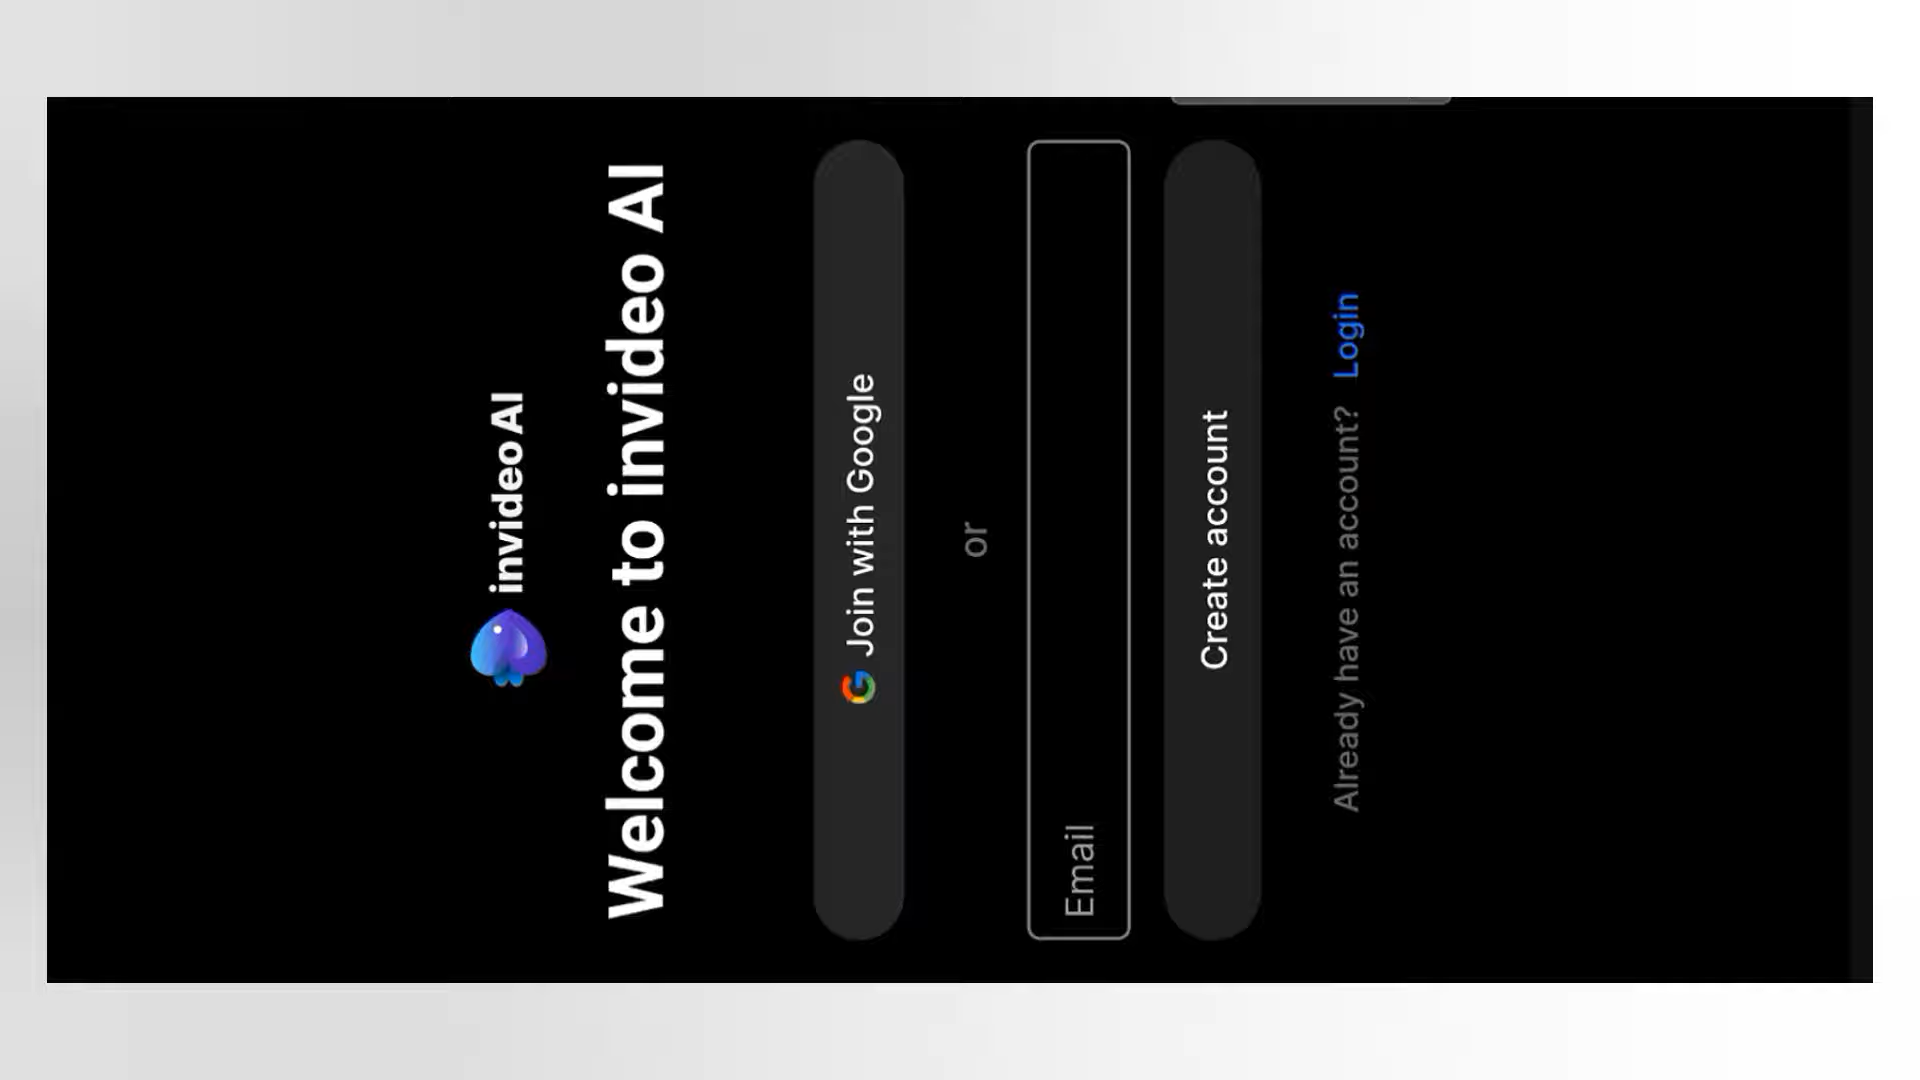 invideo AI
Welcome to invideo AI
Join with Google
or
Email
Create account
Already have an account? Login